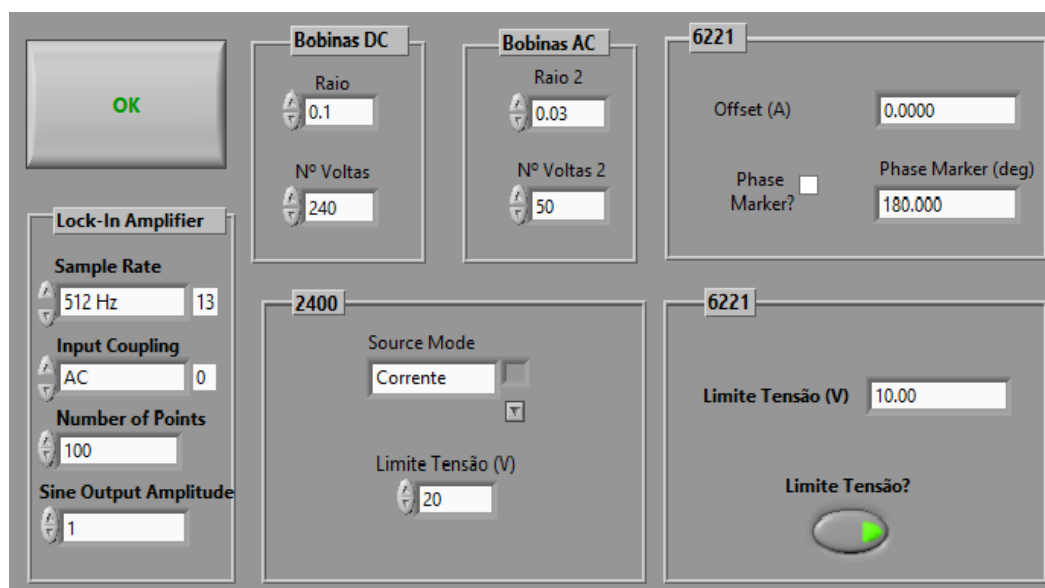 OK
Bobinas DC
Raio
0.1
Nº Voltas
240
Bobinas AC
Raio 2
0.03
Nº Voltas 2
50
6221
Offset (A)
0.0000
Phase Marker?
Phase Marker (deg)
180.000
Lock-In Amplifier
Sample Rate
512 Hz
13
Input Coupling
AC
0
Number of Points
100
Sine Output Amplitude
1
2400
Source Mode
Corrente
Limite Tensão (V)
20
6221
Limite Tensão (V)
10.00
Limite Tensão?